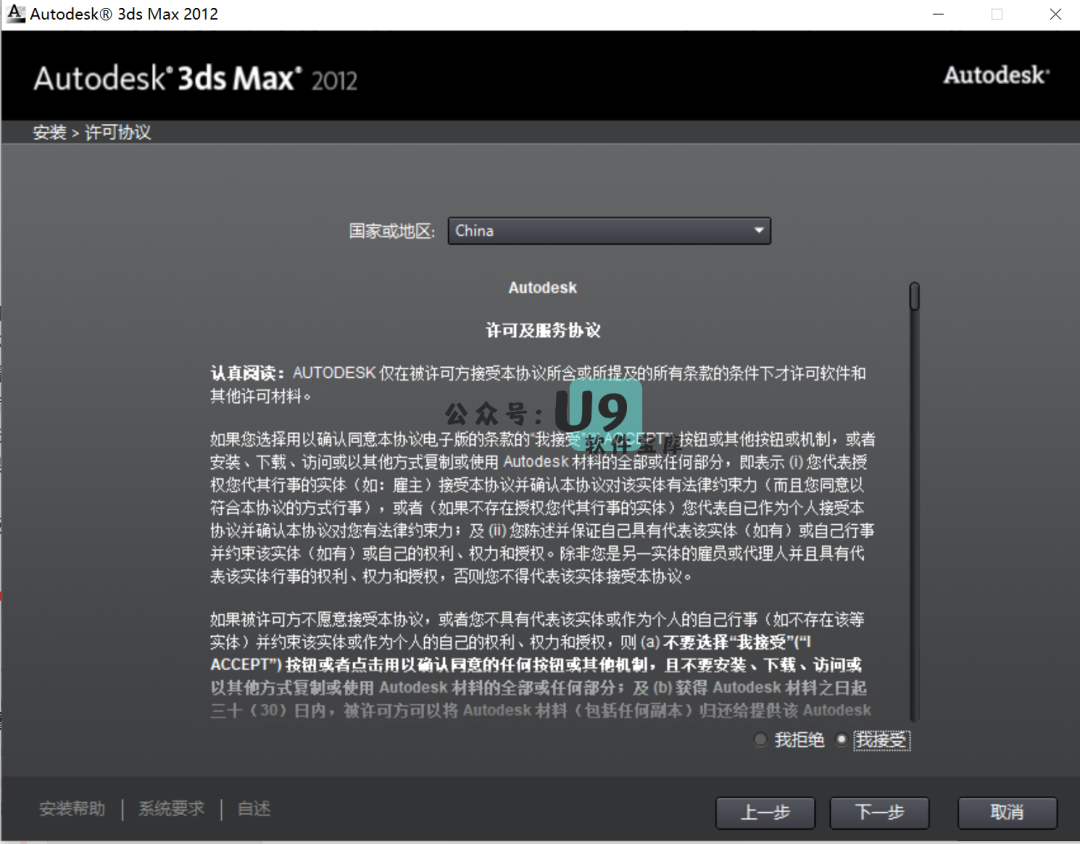 Autodesk® 3ds Max 2012
Autodesk® 3ds Max® 2012
Autodesk®
安装 > 许可协议
国家或地区: China
Autodesk
许可及服务协议
认真阅读：AUTODESK 仅在被许可方接受本协议所含或所提及的所有条款的条件下才许可软件和
其他许可材料。
公众号：U9
软件宝库
如果您选择用以确认同意本协议电子版的条款的“我接受”(“I ACCEPT”) 按钮或其他按钮或机制，或者
安装、下载、访问或以其他方式复制或使用 Autodesk 材料的全部或任何部分，即表示 (i) 您代表授
权您代其行事的实体（如：雇主）接受本协议并确认本协议对该实体有法律约束力（而且您同意以
符合本协议的方式行事），或者（如果不存在授权您代其行事的实体）您代表自己作为个人接受本
协议并确认本协议对您有法律约束力；及 (ii) 您陈述并保证自己具有代表该实体（如有）或自己行事
并约束该实体（如有）或自己的权利、权力和授权。除非您是另一实体的雇员或代理人并且具有代
表该实体行事的权利、权力和授权，否则您不得代表该实体接受本协议。
如果被许可方不愿意接受本协议，或者您不具有代表该实体或作为个人的自己行事（如不存在该等
实体）并约束该实体或作为个人的自己的权利、权力和授权，则 (a) 不要选择“我接受”(“I
ACCEPT”) 按钮或者点击用以确认同意的任何按钮或其他机制，且不要安装、下载、访问或
以其他方式复制或使用 Autodesk 材料的全部或任何部分；及 (b) 获得 Autodesk 材料之日起
三十（30）日内，被许可方可以将 Autodesk 材料（包括任何副本）归还给提供该 Autodesk
我拒绝 我接受
安装帮助 | 系统要求 | 自述
上一步 下一步 取消